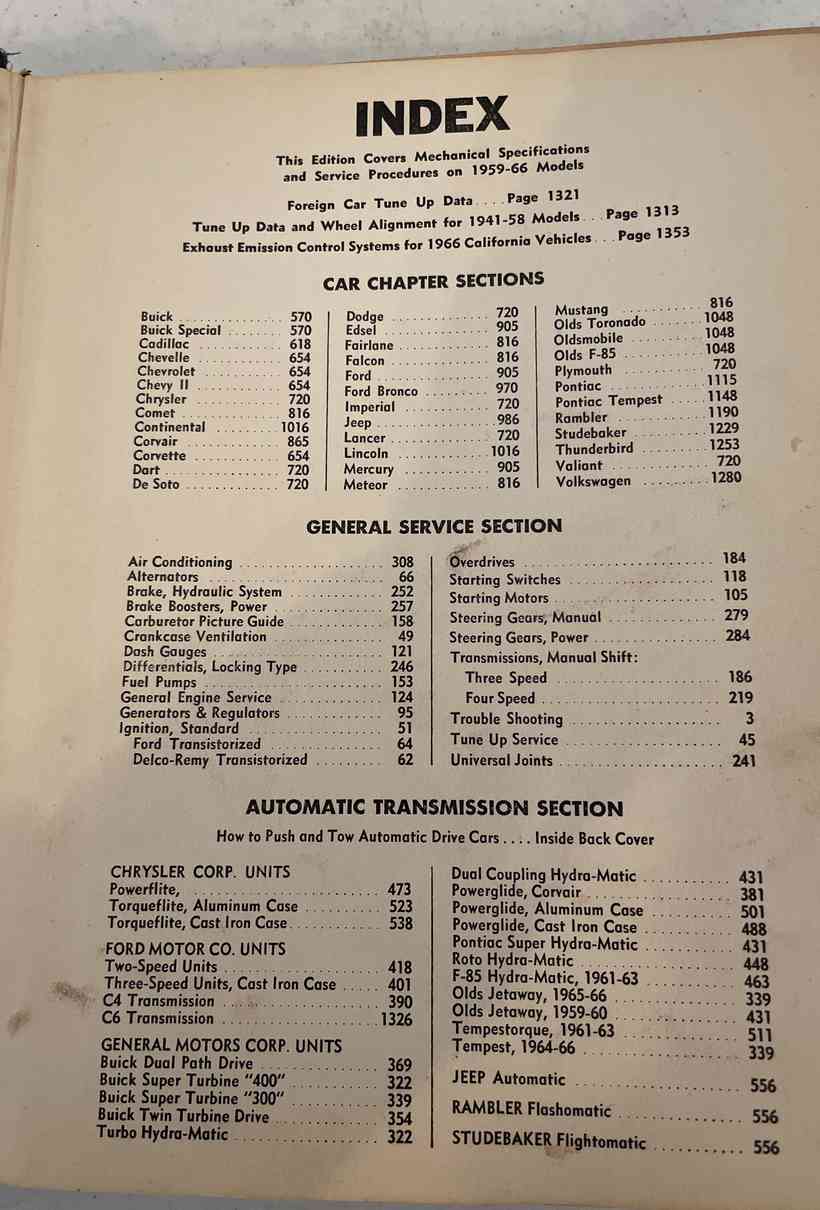 INDEX
This Edition Covers Mechanical Specifications
and Service Procedures on 1959-66 Models
Foreign Car Tune Up Data .... Page 1321
Tune Up Data and Wheel Alignment for 1941-58 Models ... Page 1313
Exhaust Emission Control Systems for 1966 California Vehicles ... Page 1353
CAR CHAPTER SECTIONS
Buick ............. 570
Buick Special ....... 570
Cadillac ........... 618
Chevelle ........... 654
Chevrolet ........... 654
Chevy II ........... 654
Chrysler ........... 720
Comet ............. 816
Continental ........ 1016
Corvair ............ 865
Corvette ........... 654
Dart .............. 720
De Soto ............ 720
Dodge ............. 720
Edsel .............. 905
Fairlane ............ 816
Falcon ............. 816
Ford .............. 905
Ford Bronco ......... 970
Imperial ........... 720
Jeep .............. 986
Lancer ............. 720
Lincoln ............ 1016
Mercury ............ 905
Meteor ............ 816
Mustang .......... 816
Olds Toronado ...... 1048
Oldsmobile ......... 1048
Olds F-85 .......... 1048
Plymouth .......... 720
Pontiac ............ 1115
Pontiac Tempest ..... 1148
Rambler ........... 1190
Studebaker ......... 1229
Thunderbird ........ 1253
Valiant ............ 720
Volkswagen ........ 1280
GENERAL SERVICE SECTION
Air Conditioning .................... 308
Alternators ........................ 66
Brake, Hydraulic System ............. 252
Brake Boosters, Power ............... 257
Carburetor Picture Guide ............. 158
Crankcase Ventilation ................ 49
Dash Gauges ....................... 121
Differentials, Locking Type ........... 246
Fuel Pumps ........................ 153
General Engine Service ............... 124
Generators & Regulators .............. 95
Ignition, Standard ................... 51
Ford Transistorized ................ 64
Delco-Remy Transistorized ......... 62
Overdrives ........................ 184
Starting Switches .................... 118
Starting Motors ..................... 105
Steering Gears, Manual ............... 279
Steering Gears, Power ................ 284
Transmissions, Manual Shift:
Three Speed ....................... 186
Four Speed ........................ 219
Trouble Shooting .................... 3
Tune Up Service ..................... 45
Universal Joints ..................... 241
AUTOMATIC TRANSMISSION SECTION
How to Push and Tow Automatic Drive Cars .... Inside Back Cover
CHRYSLER CORP. UNITS
Powerflite, ........................ 473
Torqueflite, Aluminum Case .......... 523
Torqueflite, Cast Iron Case ............ 538
FORD MOTOR CO. UNITS
Two-Speed Units .................... 418
Three-Speed Units, Cast Iron Case ..... 401
C4 Transmission ..................... 390
C6 Transmission ..................... 1326
GENERAL MOTORS CORP. UNITS
Buick Dual Path Drive ................ 369
Buick Super Turbine "400" ............ 322
Buick Super Turbine "300" ............ 339
Buick Twin Turbine Drive ............. 354
Turbo Hydra-Matic .................. 322
Dual Coupling Hydra-Matic ........... 431
Powerglide, Corvair .................. 381
Powerglide, Aluminum Case .......... 501
Powerglide, Cast Iron Case ........... 488
Pontiac Super Hydra-Matic ........... 431
Roto Hydra-Matic ................... 448
F-85 Hydra-Matic, 1961-63 ........... 463
Olds Jetaway, 1965-66 ............... 339
Olds Jetaway, 1959-60 ............... 431
Tempestorque, 1961-63 .............. 511
Tempest, 1964-66 ................... 339
JEEP Automatic .................... 556
RAMBLER Flashomatic .............. 556
STUDEBAKER Flightomatic ........... 556